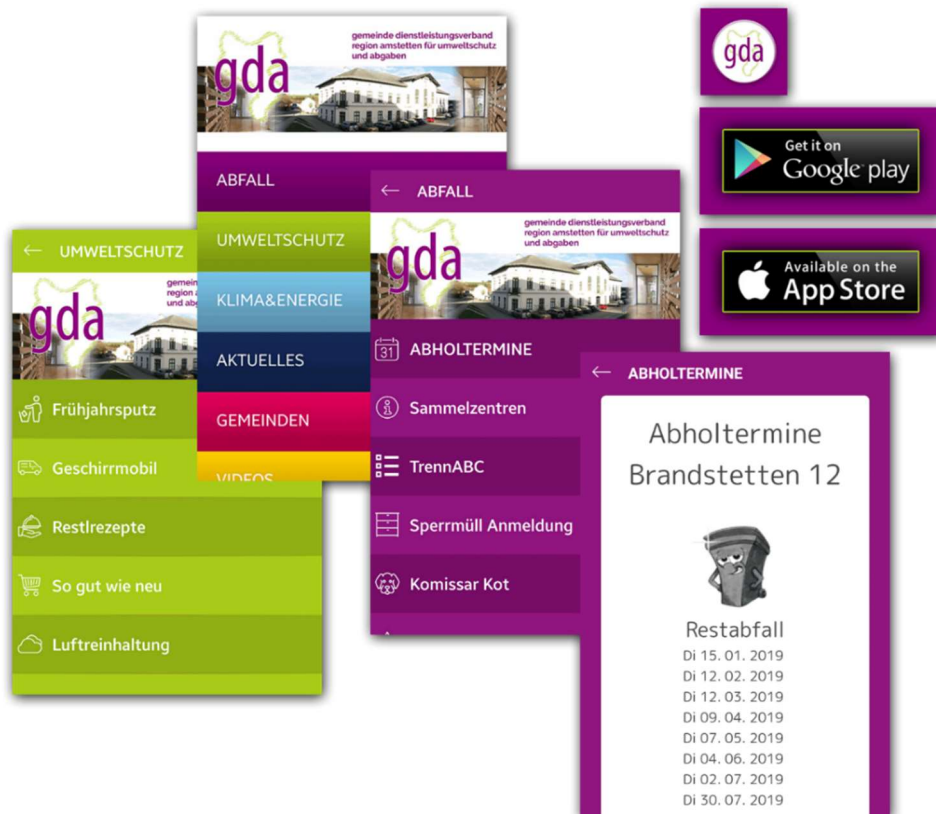 gda
gemeinde dienstleistungsverband
region amstetten für umweltschutz
und abgaben
ABFALL
UMWELTSCHUTZ
KLIMA&ENERGIE
AKTUELLES
GEMEINDEN
VIDEOS
← UMWELTSCHUTZ
gda
Frühjahrsputz
Geschirrmobil
Restlrezepte
So gut wie neu
Luftreinhaltung
← ABFALL
gda
gemeinde dienstleistungsverband
region amstetten für umweltschutz
und abgaben
31 ABHOLTERMINE
Sammelzentren
TrennABC
Sperrmüll Anmeldung
Komissar Kot
← ABHOLTERMINE
Abholtermine
Brandstetten 12
Restabfall
Di 15. 01. 2019
Di 12. 02. 2019
Di 12. 03. 2019
Di 09. 04. 2019
Di 07. 05. 2019
Di 04. 06. 2019
Di 02. 07. 2019
Di 30. 07. 2019
gda
Get it on
Google play
Available on the
App Store